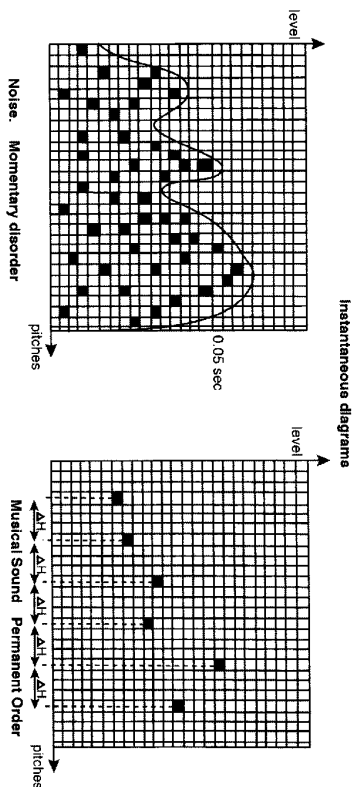 Instantaneous diagrams
level
0.05 sec
pitches
Noise. Momentary disorder
level
ΔH ΔH ΔH ΔH ΔH
pitches
Musical Sound Permanent Order